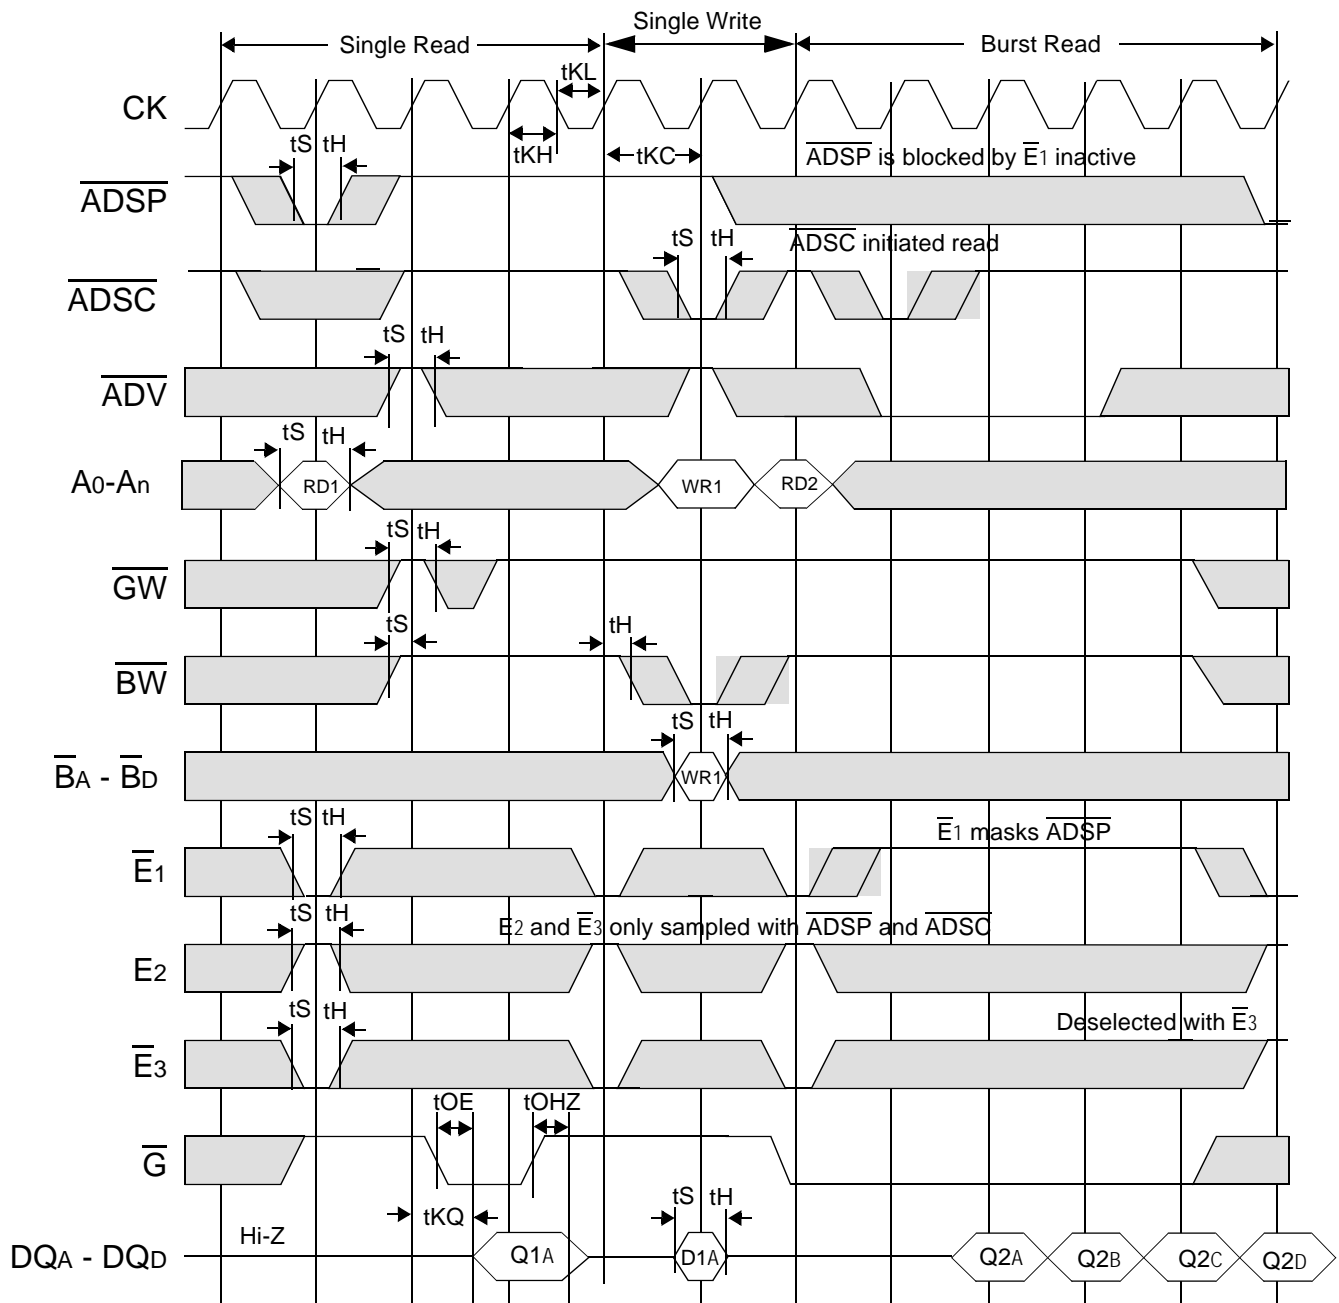 Single Write
Single Read
Burst Read
tKL
CK
tS tH
tKH
tKC
ADSP is blocked by E1 inactive
ADSP
tS tH
ADSC initiated read
ADSC
tS tH
ADV
tS tH
A0-An
RD1
WR1
RD2
tS tH
GW
tS
tH
BW
tS tH
BA - BD
WR1
tS tH
E1 masks ADSP
E1
tS tH
E2 and E3 only sampled with ADSP and ADSC
E2
tS tH
Deselected with E3
E3
tOE
tOHZ
G
tKQ
tS tH
Hi-Z
DQA - DQD
Q1A
D1A
Q2A
Q2B
Q2C
Q2D